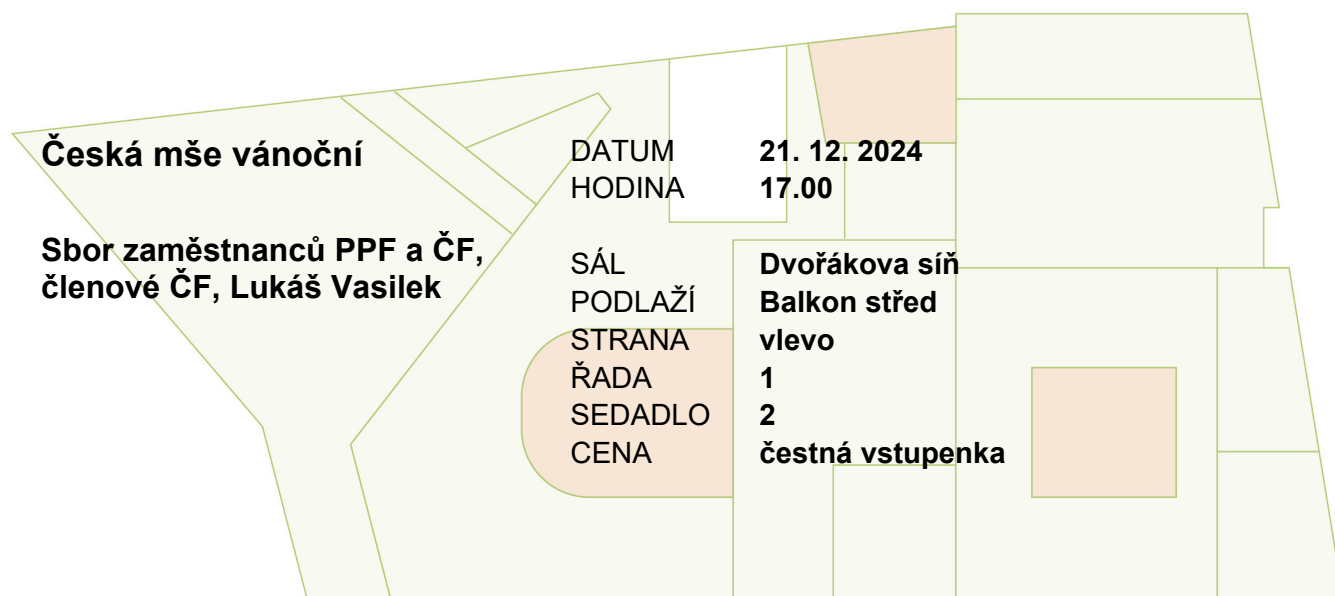 Česká mše vánoční
Sbor zaměstnanců PPF a ČF,
členové ČF, Lukáš Vasilek
DATUM 21. 12. 2024
HODINA 17.00
SÁL Dvořákova síň
PODLAŽÍ Balkon střed
STRANA vlevo
ŘADA 1
SEDADLO 2
CENA čestná vstupenka